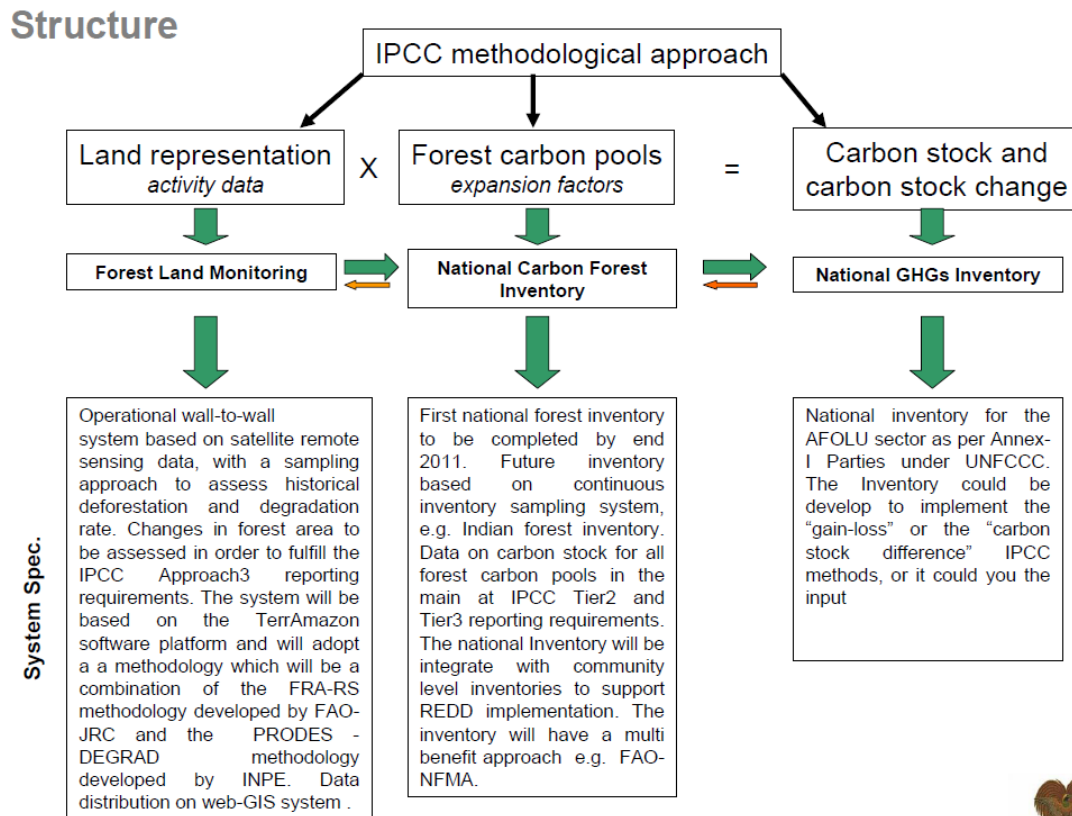 Structure
IPCC methodological approach
Land representation
activity data
X
Forest carbon pools
expansion factors
=
Carbon stock and
carbon stock change
Forest Land Monitoring
National Carbon Forest
Inventory
National GHGs Inventory
System Spec.
Operational wall-to-wall
system based on satellite remote
sensing data, with a sampling
approach to assess historical
deforestation and degradation
rate. Changes in forest area to
be assessed in order to fulfill the
IPCC Approach3 reporting
requirements. The system will be
based on the TerrAmazon
software platform and will adopt
a a methodology which will be a
combination of the FRA-RS
methodology developed by FAO-
JRC and the PRODES -
DEGRAD methodology
developed by INPE. Data
distribution on web-GIS system .
First national forest inventory
to be completed by end
2011. Future inventory
based on continuous
inventory sampling system,
e.g. Indian forest inventory.
Data on carbon stock for all
forest carbon pools in the
main at IPCC Tier2 and
Tier3 reporting requirements.
The national Inventory will be
integrate with community
level inventories to support
REDD implementation. The
inventory will have a multi
benefit approach e.g. FAO-
NFMA.
National inventory for the
AFOLU sector as per Annex-
I Parties under UNFCCC.
The Inventory could be
develop to implement the
“gain-loss” or the “carbon
stock difference” IPCC
methods, or it could you the
input